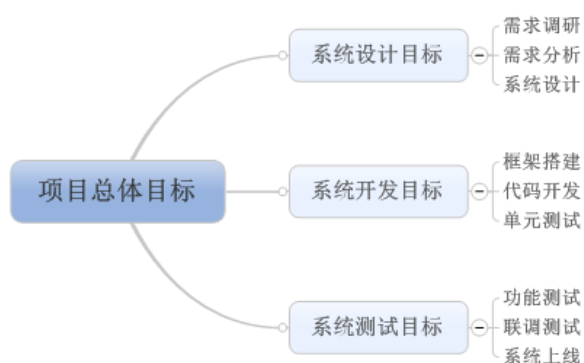 项目总体目标
系统设计目标
需求调研
需求分析
系统设计
系统开发目标
框架搭建
代码开发
单元测试
系统测试目标
功能测试
联调测试
系统上线